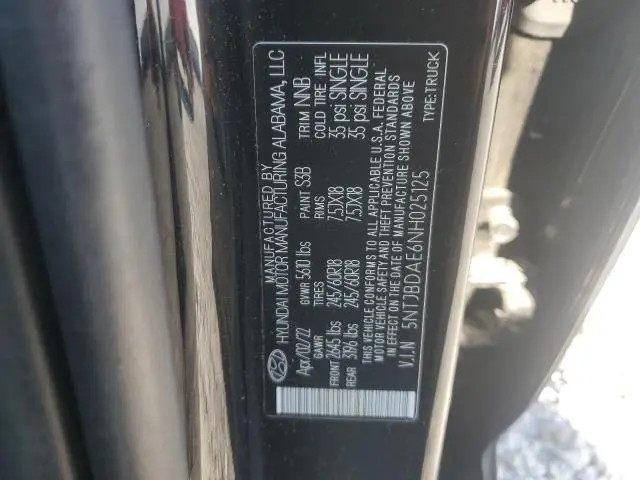 MANUFACTURED BY
HYUNDAI MOTOR MANUFACTURING ALABAMA, LLC
Apr/02/22 GVWR 5610 lbs PAINT S3B TRIM NNB
GAWR TIRES RIMS COLD TIRE INFL
FRONT 2645 lbs 245/60R18 7.5JX18 35 psi SINGLE
REAR 3196 lbs 245/60R18 7.5JX18 35 psi SINGLE
THIS VEHICLE CONFORMS TO ALL APPLICABLE U.S.A. FEDERAL
MOTOR VEHICLE SAFETY AND THEFT PREVENTION STANDARDS
IN EFFECT ON THE DATE OF MANUFACTURE SHOWN ABOVE.
V.I.N 5NTJBDAE6NH025125
TYPE:TRUCK